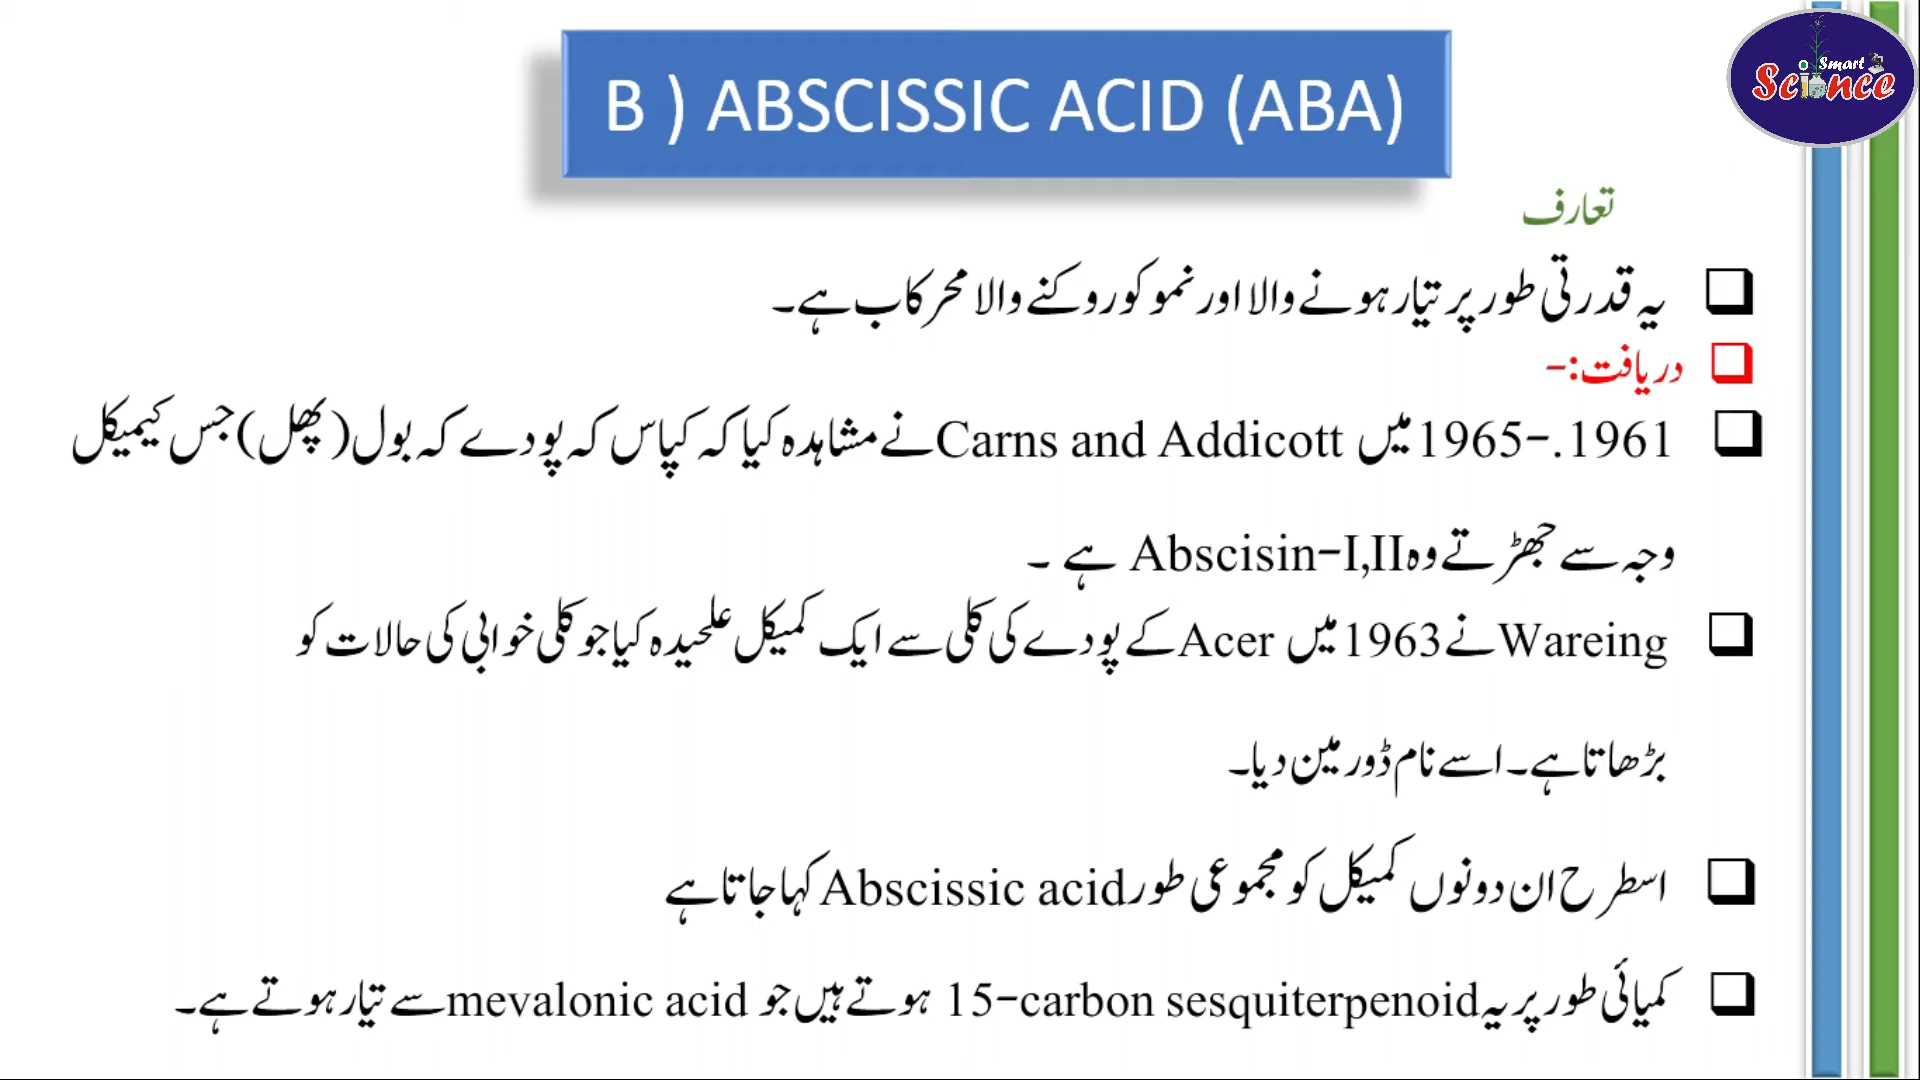 Smart
Science
B ) ABSCISSIC ACID (ABA)
تعارف
یہ قدرتی طور پر تیار ہونے والا اور نمو کو روکنے والا محرکاب ہے۔
دریافت:-
1961.-1965 میں Carns and Addicott نے مشاہدہ کیا کہ کپاس کہ پودے کہ بول (پھل) جس کیمیکل
وجہ سے جھڑتے وہ Abscisin-I,II ہے ۔
Wareing نے 1963 میں Acer کے پودے کی کلی سے ایک کمیکل علحیدہ کیا جو کلی خوابی کی حالات کو
بڑھاتا ہے۔ اسے نام ڈورمین دیا۔
اسطرح ان دونوں کمیکل کو مجموعی طور Abscissic acid کہا جاتا ہے
کمیائی طور پر یہ 15-carbon sesquiterpenoid ہوتے ہیں جو mevalonic acid سے تیار ہوتے ہے۔